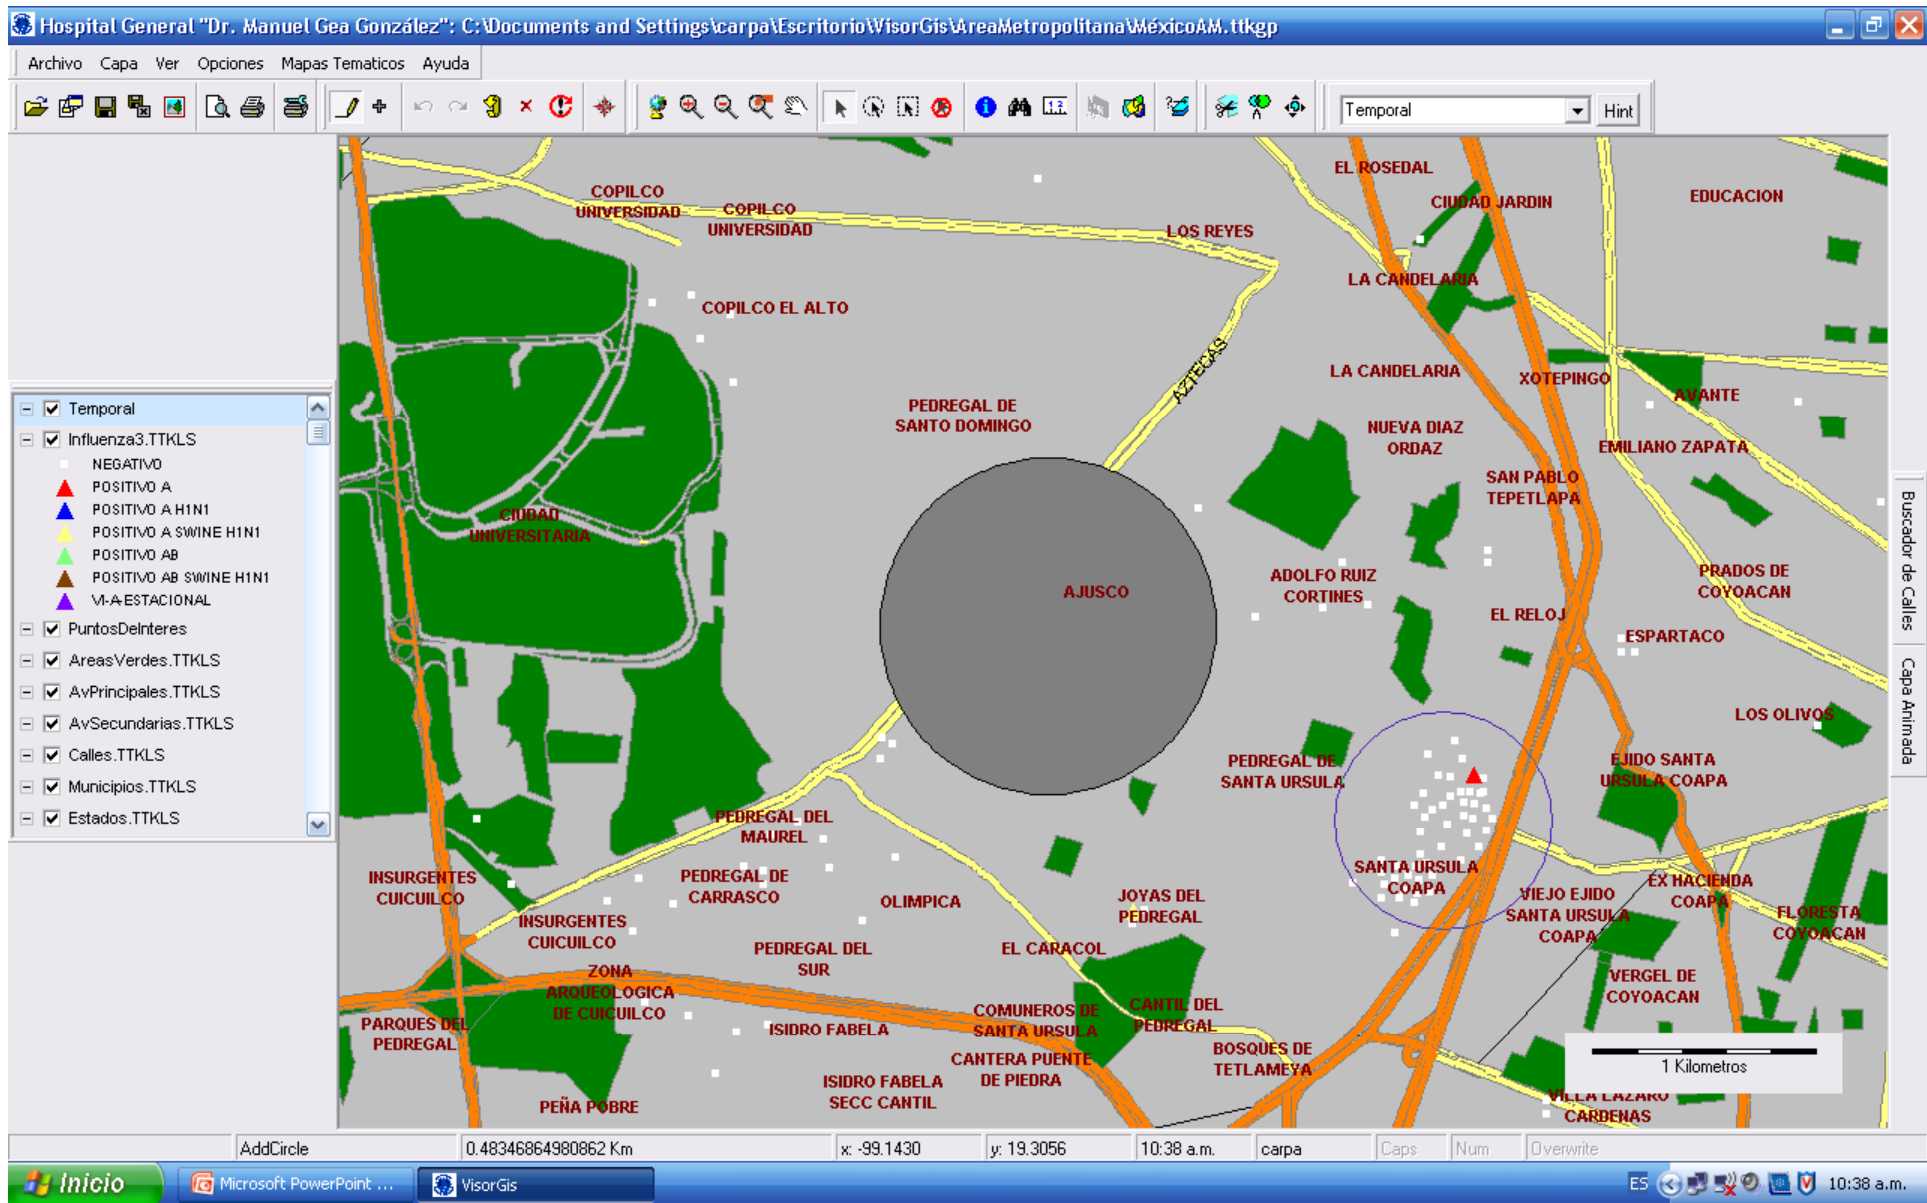 Hospital General "Dr. Manuel Gea González": C:\Documents and Settings\carpa\Escritorio\VisorGis\AreaMetropolitana\MéxicoAM.ttkgp
Archivo Capa Ver Opciones Mapas Tematicos Ayuda
Temporal
Hint
Temporal
Influenza3.TTKLS
NEGATIVO
POSITIVO A
POSITIVO A H1N1
POSITIVO A SWINE H1N1
POSITIVO AB
POSITIVO AB SWINE H1N1
VI-A-ESTACIONAL
PuntosDeInteres
AreasVerdes.TTKLS
AvPrincipales.TTKLS
AvSecundarias.TTKLS
Calles.TTKLS
Municipios.TTKLS
Estados.TTKLS
EL ROSEDAL
COPILCO
UNIVERSIDAD
COPILCO
UNIVERSIDAD
CIUDAD JARDIN
EDUCACION
LOS REYES
LA CANDELARIA
COPILCO EL ALTO
AZTECAS
LA CANDELARIA
XOTEPINGO
AVANTE
PEDREGAL DE
SANTO DOMINGO
NUEVA DIAZ
ORDAZ
EMILIANO ZAPATA
SAN PABLO
TEPETLAPA
CIUDAD
UNIVERSITARIA
AJUSCO
ADOLFO RUIZ
CORTINES
PRADOS DE
COYOACAN
EL RELOJ
ESPARTACO
LOS OLIVOS
PEDREGAL DE
SANTA URSULA
EJIDO SANTA
URSULA COAPA
PEDREGAL DEL
MAUREL
SANTA URSULA
COAPA
INSURGENTES
CUICUILCO
PEDREGAL DE
CARRASCO
OLIMPICA
JOYAS DEL
PEDREGAL
VIEJO EJIDO
SANTA URSULA
COAPA
EX HACIENDA
COAPA
FLORESTA
COYOACAN
INSURGENTES
CUICUILCO
PEDREGAL DEL
SUR
EL CARACOL
ZONA
ARQUEOLOGICA
DE CUICUILCO
VERGEL DE
COYOACAN
PARQUES DEL
PEDREGAL
ISIDRO FABELA
COMUNEROS DE
SANTA URSULA
CANTIL DEL
PEDREGAL
CANTERA PUENTE
DE PIEDRA
BOSQUES DE
TETLAMEYA
ISIDRO FABELA
SECC CANTIL
PEÑA POBRE
VILLA LAZARO
CARDENAS
1 Kilometros
Buscador de Calles
Capa Animada
AddCircle
0.48346864980862 Km
x: -99.1430
y: 19.3056
10:38 a.m.
carpa
Caps
Num
Overwrite
Inicio
Microsoft PowerPoint ...
VisorGis
ES
10:38 a.m.